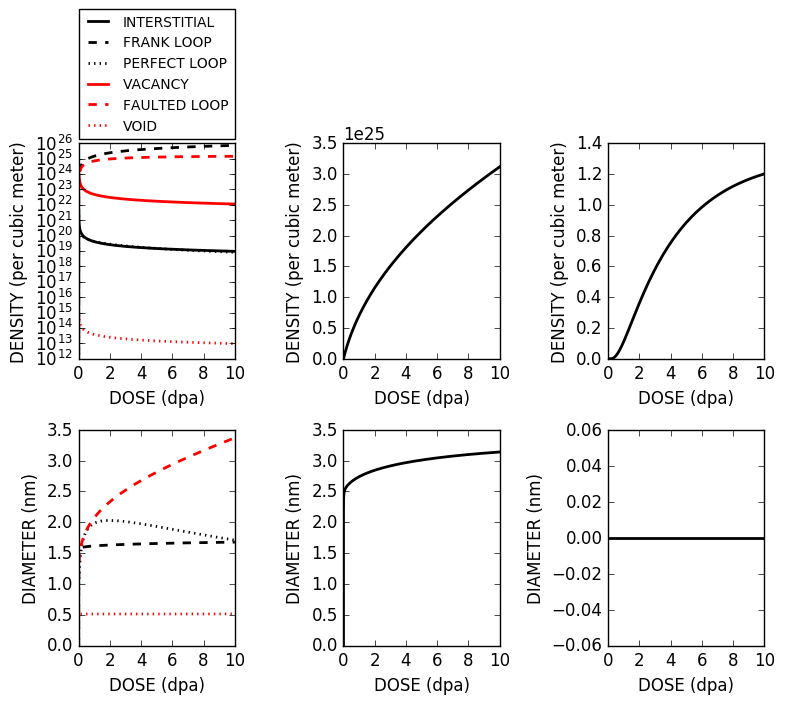 INTERSTITIAL
FRANK LOOP
PERFECT LOOP
VACANCY
FAULTED LOOP
VOID
DENSITY (per cubic meter)
10^26
10^25
10^24
10^23
10^22
10^21
10^20
10^19
10^18
10^17
10^16
10^15
10^14
10^13
10^12
0 2 4 6 8 10
DOSE (dpa)
1e25
DENSITY (per cubic meter)
3.5
3.0
2.5
2.0
1.5
1.0
0.5
0.0
0 2 4 6 8 10
DOSE (dpa)
DENSITY (per cubic meter)
1.4
1.2
1.0
0.8
0.6
0.4
0.2
0.0
0 2 4 6 8 10
DOSE (dpa)
DIAMETER (nm)
3.5
3.0
2.5
2.0
1.5
1.0
0.5
0.0
0 2 4 6 8 10
DOSE (dpa)
DIAMETER (nm)
3.5
3.0
2.5
2.0
1.5
1.0
0.5
0.0
0 2 4 6 8 10
DOSE (dpa)
DIAMETER (nm)
0.06
0.04
0.02
0.00
−0.02
−0.04
−0.06
0 2 4 6 8 10
DOSE (dpa)